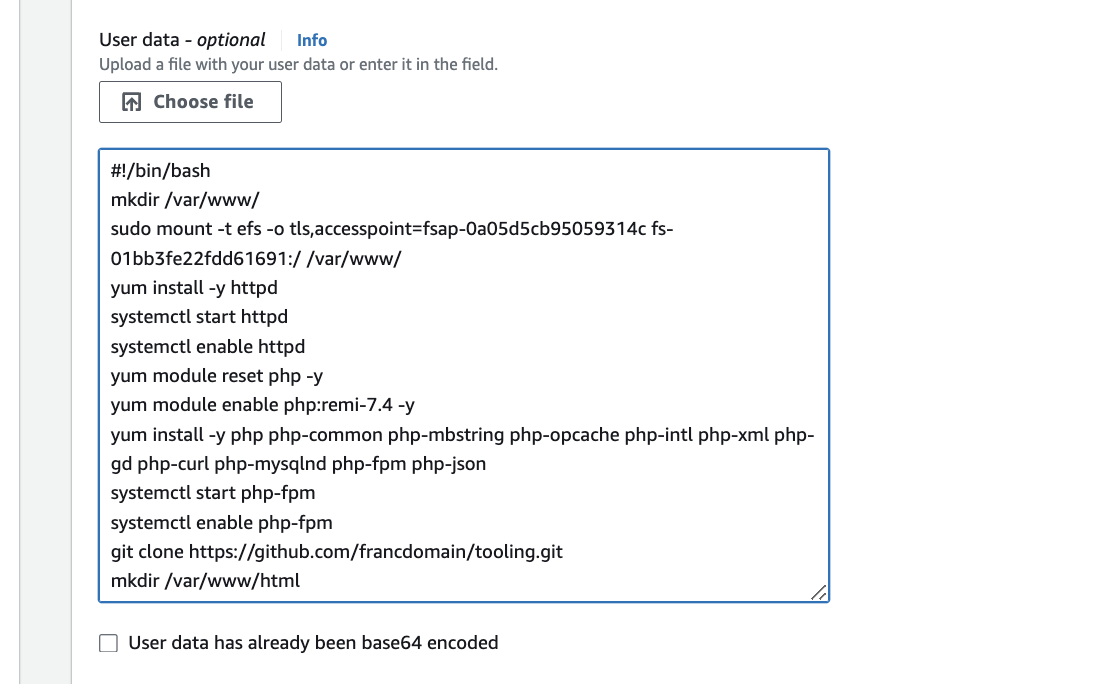 User data - optional Info
Upload a file with your user data or enter it in the field.
Choose file
#!/bin/bash
mkdir /var/www/
sudo mount -t efs -o tls,accesspoint=fsap-0a05d5cb95059314c fs-
01bb3fe22fdd61691:/ /var/www/
yum install -y httpd
systemctl start httpd
systemctl enable httpd
yum module reset php -y
yum module enable php:remi-7.4 -y
yum install -y php php-common php-mbstring php-opcache php-intl php-xml php-
gd php-curl php-mysqlnd php-fpm php-json
systemctl start php-fpm
systemctl enable php-fpm
git clone https://github.com/francdomain/tooling.git
mkdir /var/www/html
User data has already been base64 encoded